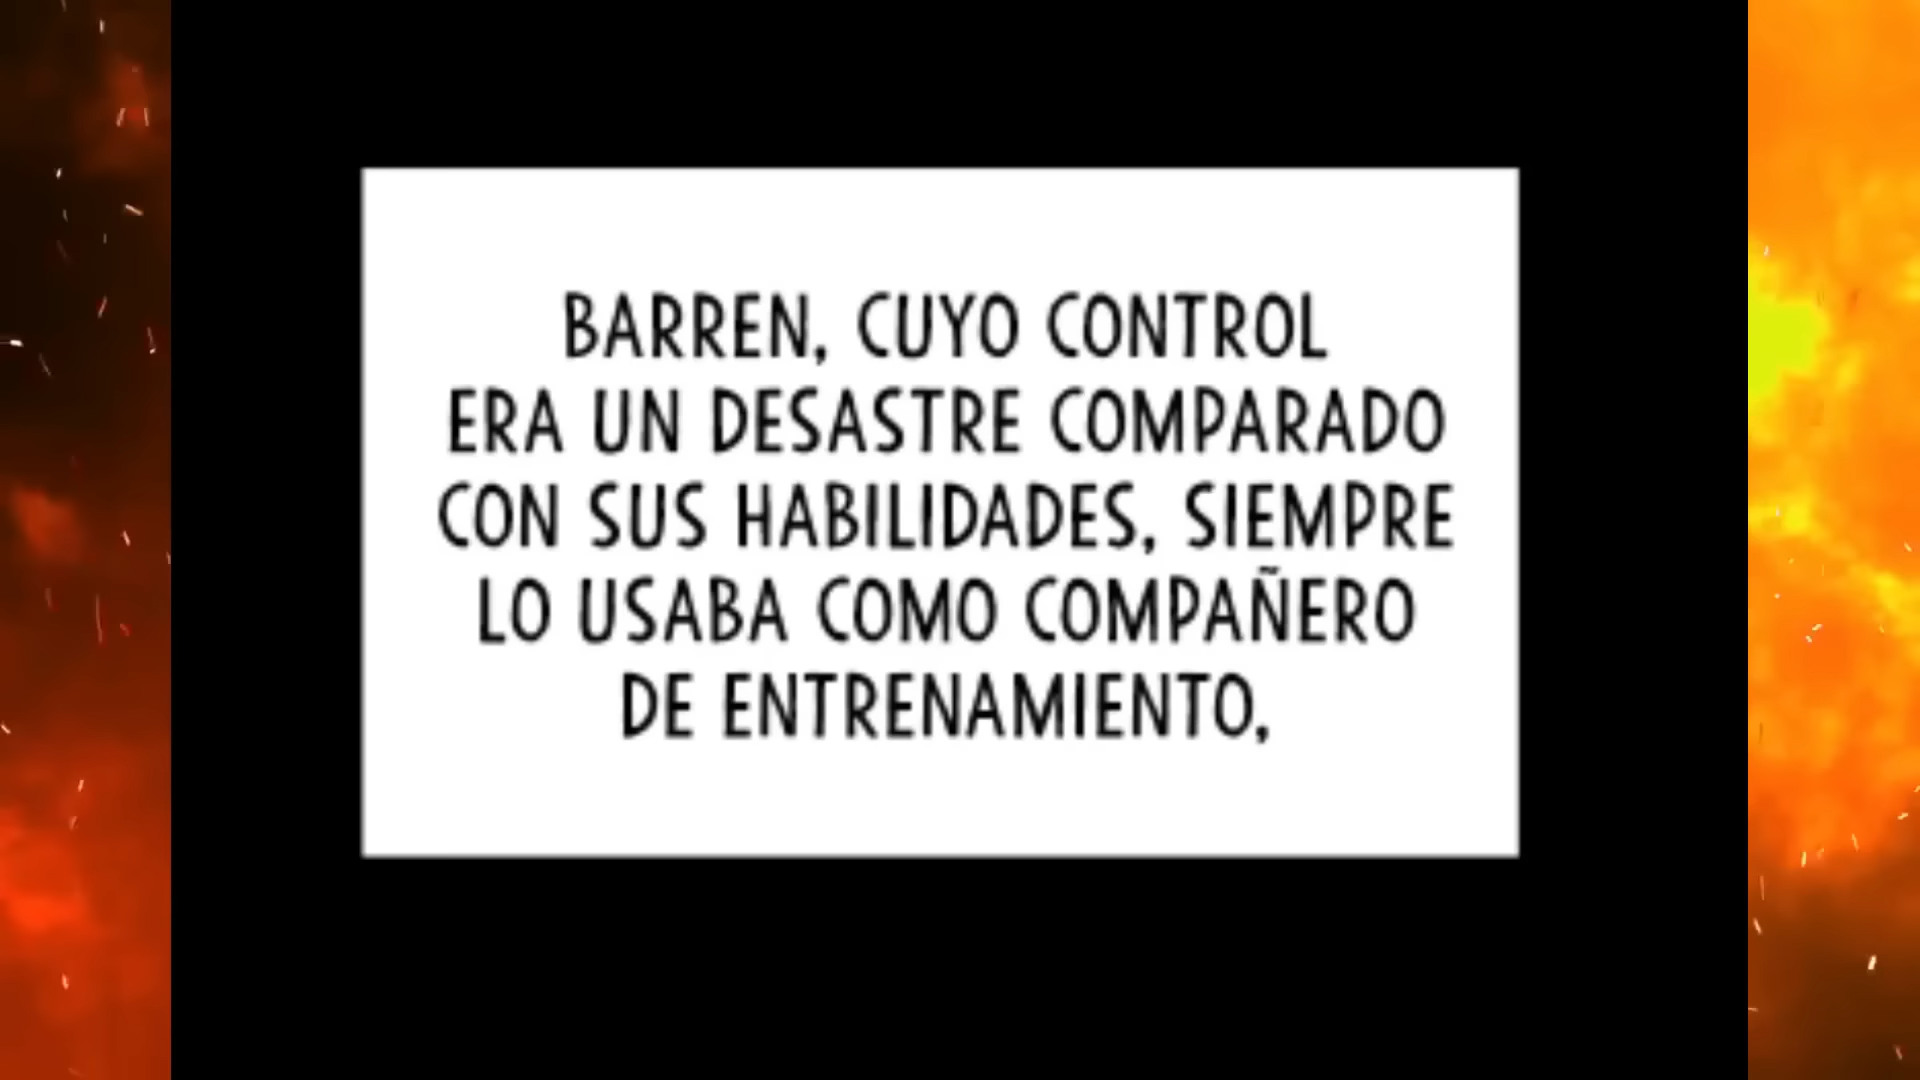 BARREN, CUYO CONTROL
ERA UN DESASTRE COMPARADO
CON SUS HABILIDADES, SIEMPRE
LO USABA COMO COMPAÑERO
DE ENTRENAMIENTO,